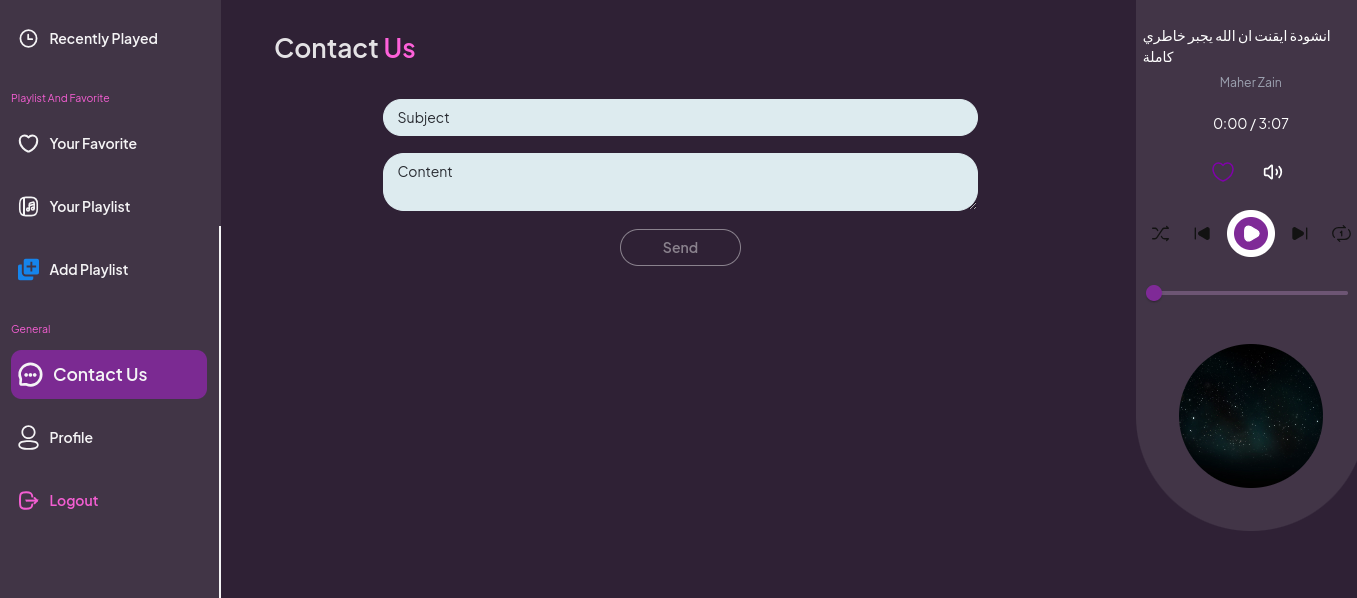 Recently Played
Playlist And Favorite
Your Favorite
Your Playlist
Add Playlist
General
Contact Us
Profile
Logout
Contact Us
Subject
Content
Send
انشودة ايقنت ان الله يجبر خاطري
كاملة
Maher Zain
0:00 / 3:07